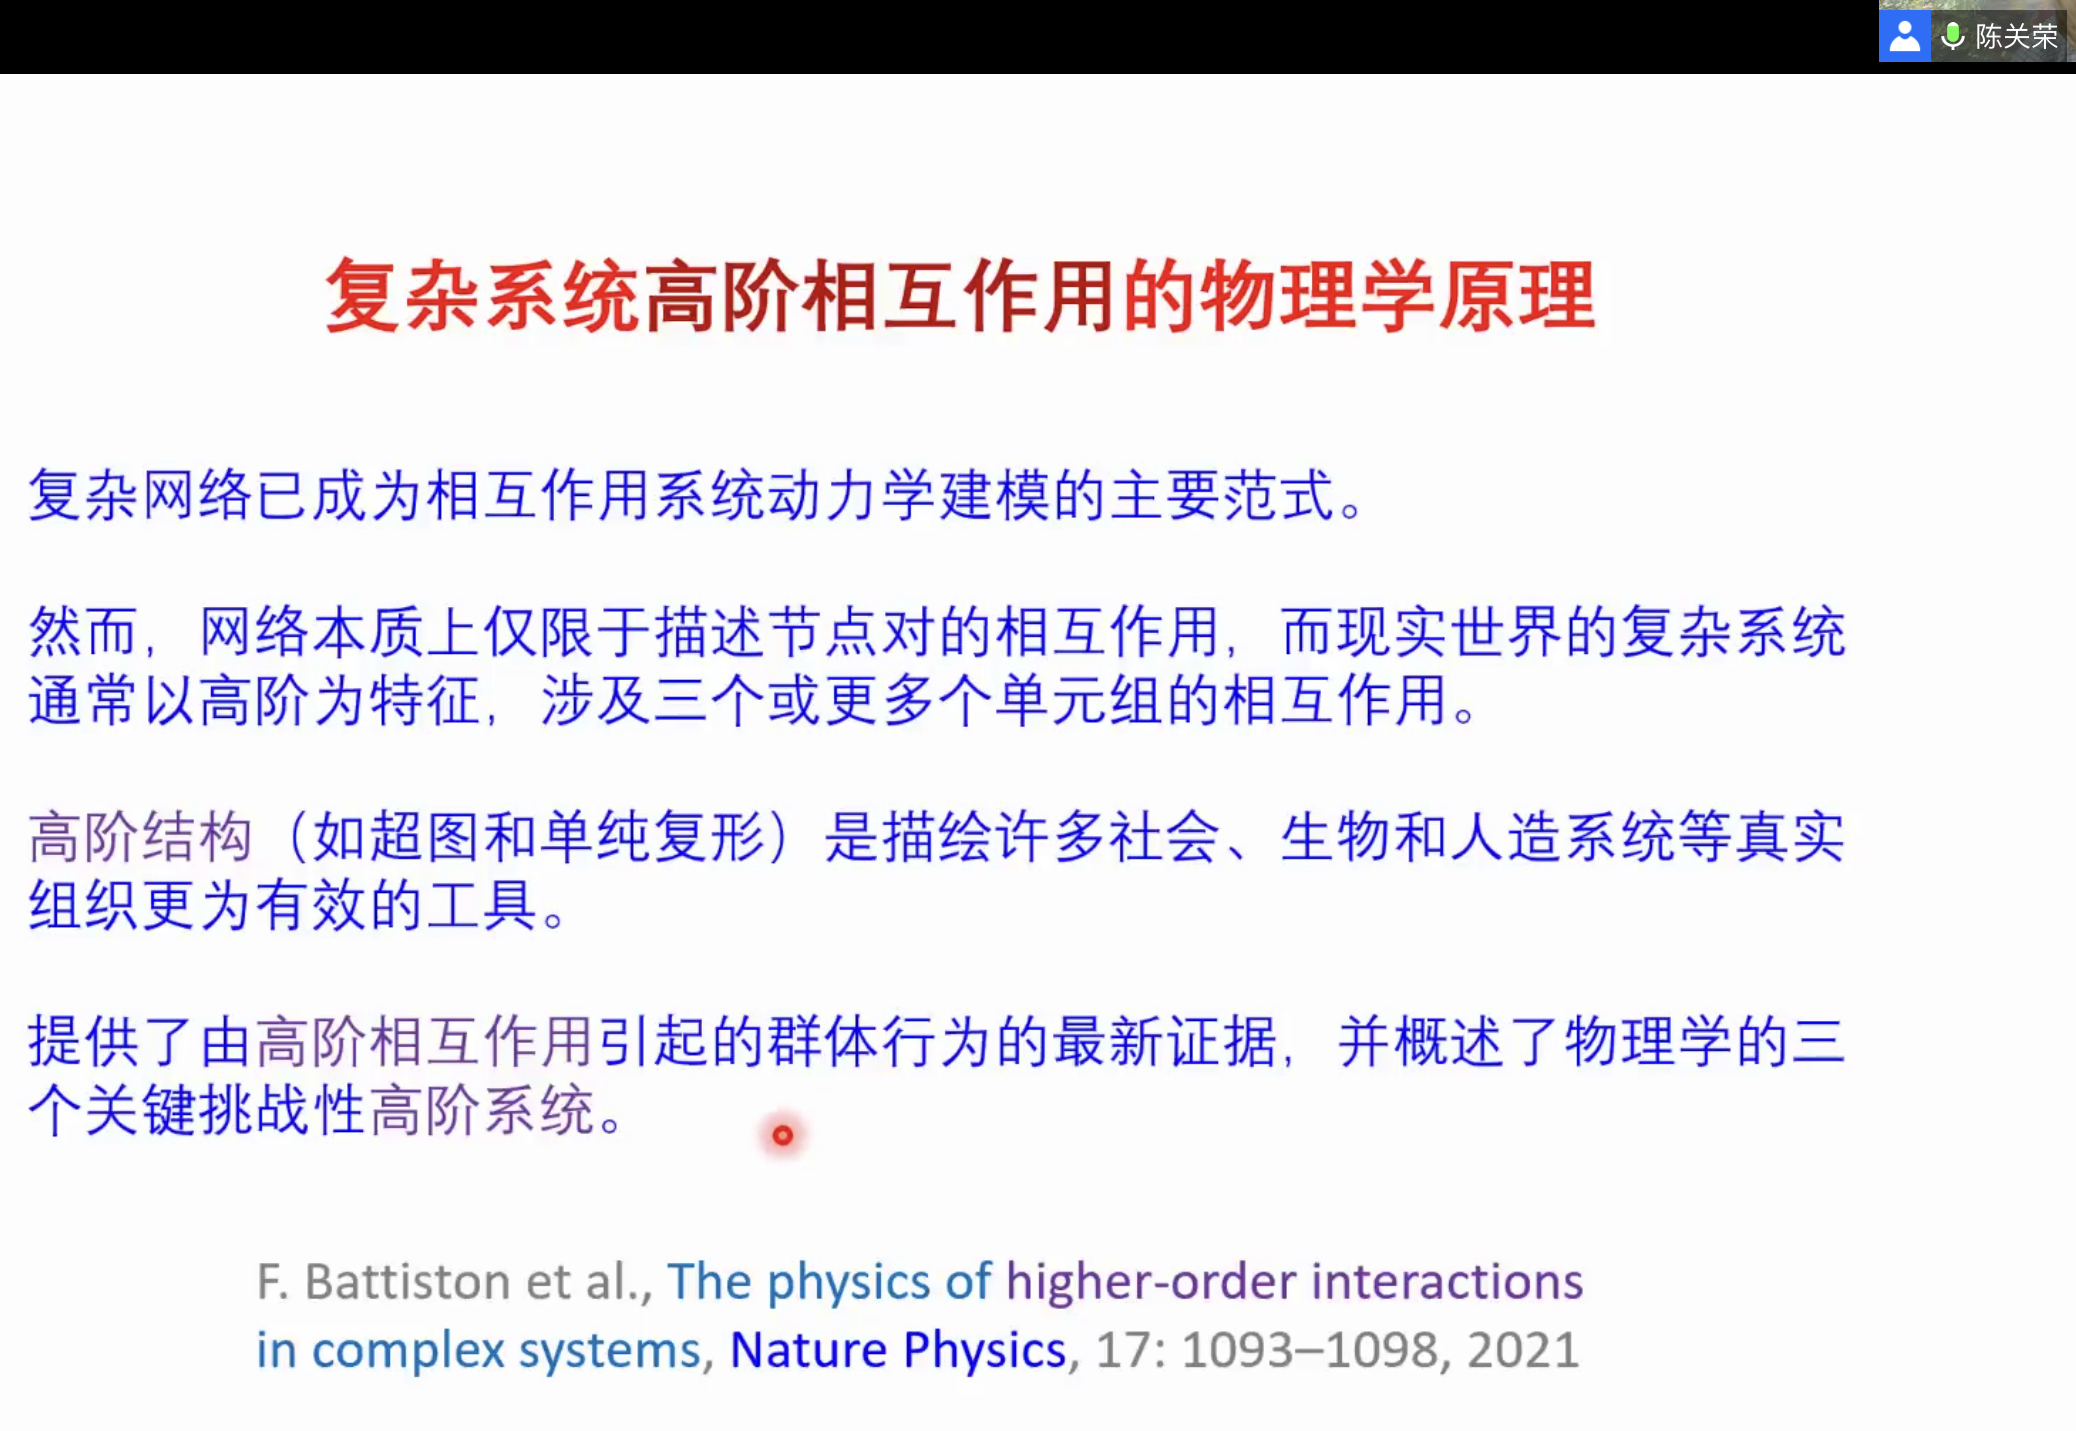 陈关荣
复杂系统高阶相互作用的物理学原理
复杂网络已成为相互作用系统动力学建模的主要范式。
然而，网络本质上仅限于描述节点对的相互作用，而现实世界的复杂系统
通常以高阶为特征，涉及三个或更多个单元组的相互作用。
高阶结构（如超图和单纯复形）是描绘许多社会、生物和人造系统等真实
组织更为有效的工具。
提供了由高阶相互作用引起的群体行为的最新证据，并概述了物理学的三
个关键挑战性高阶系统。
F. Battiston et al., The physics of higher-order interactions
in complex systems, Nature Physics, 17: 1093–1098, 2021